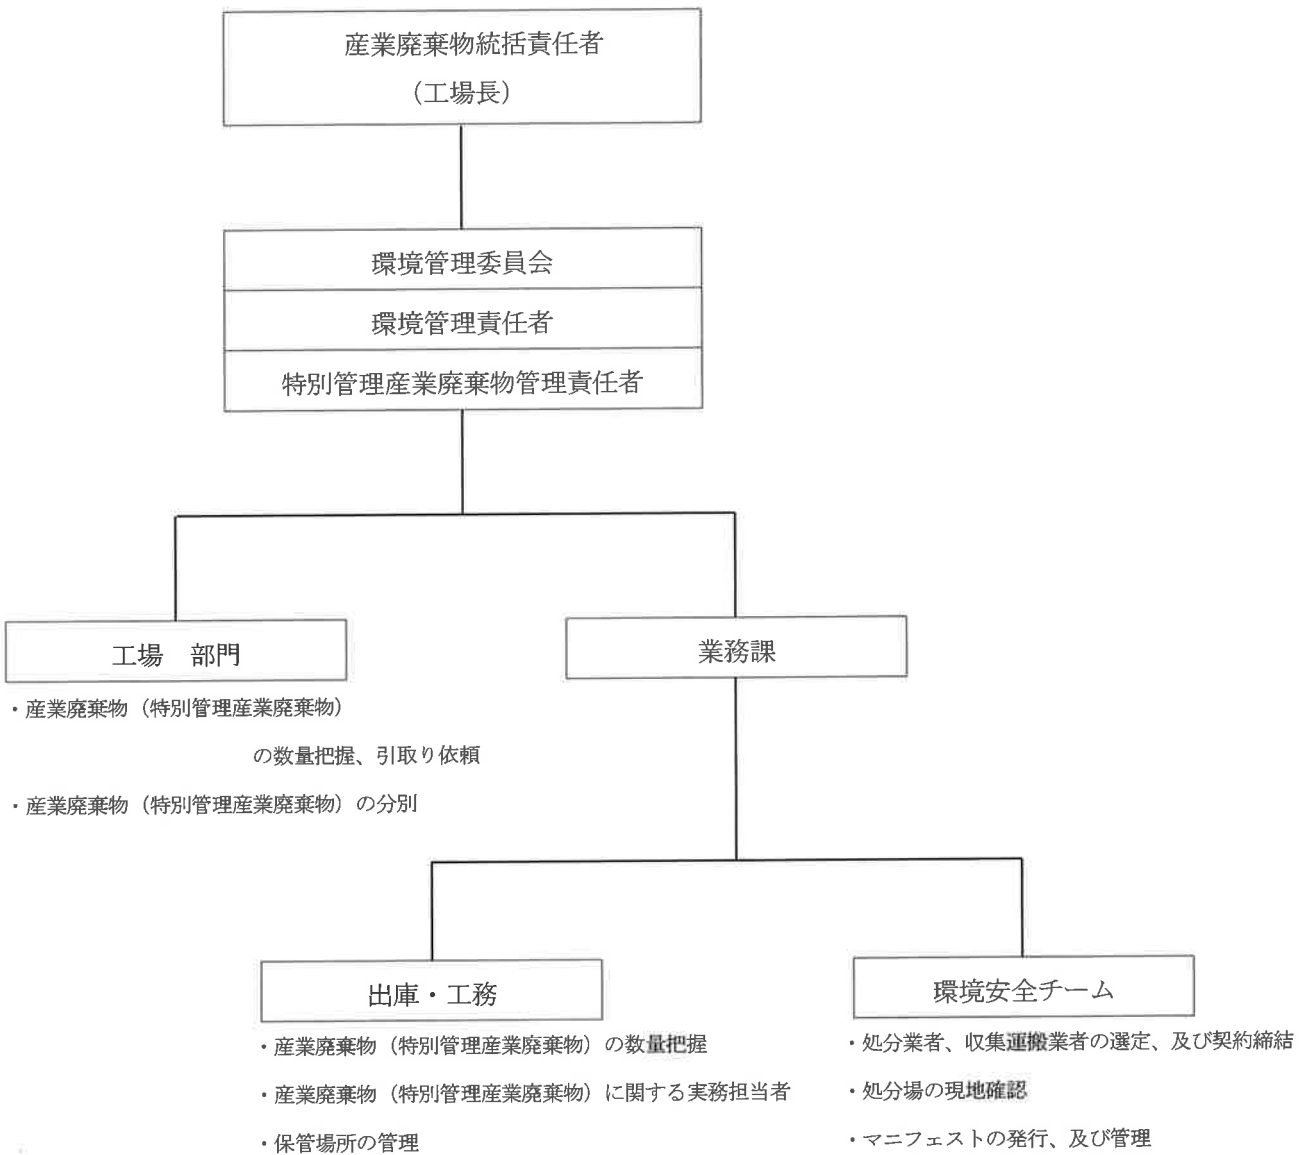 産業廃棄物統括責任者
（工場長）
環境管理委員会
環境管理責任者
特別管理産業廃棄物管理責任者
工場　部門
・産業廃棄物（特別管理産業廃棄物）
の数量把握、引取り依頼
・産業廃棄物（特別管理産業廃棄物）の分別
業務課
出庫・工務
・産業廃棄物（特別管理産業廃棄物）の数量把握
・産業廃棄物（特別管理産業廃棄物）に関する実務担当者
・保管場所の管理
環境安全チーム
・処分業者、収集運搬業者の選定、及び契約締結
・処分場の現地確認
・マニフェストの発行、及び管理